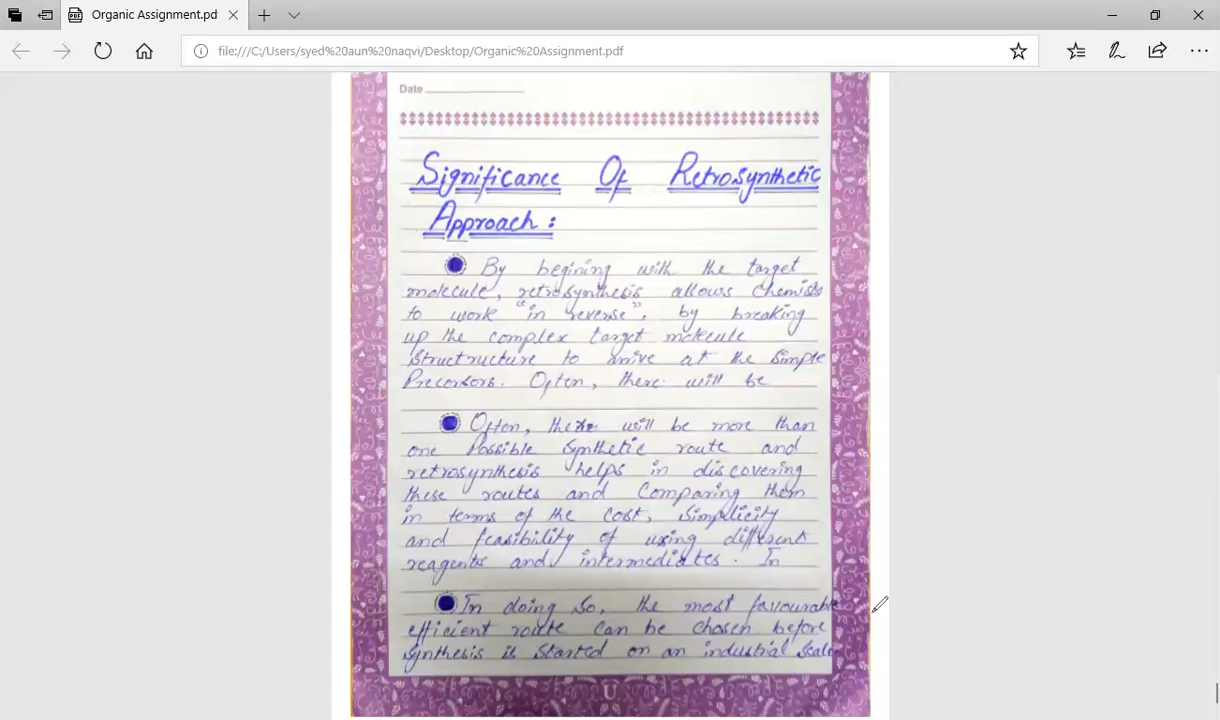 Organic Assignment.pdf
file:///C:/Users/syed%20aun%20naqvi/Desktop/Organic%20Assignment.pdf
Date
Significance Of Retrosynthetic
Approach :
By begining with the target
molecule, retrosynthesis allows Chemists
to work "in reverse", by breaking
up the complex target molecule
structructure to arrive at the Simple
Precorsors. Often, there will be
Often, there will be more than
one Possible Synthetic route and
retrosynthesis helps in discovering
these routes and Comparing them
in terms of the cost, Simplicity
and feasibility of using different
reagents and intermediates. In
In doing So, the most favourable
efficient route can be chosen before
synthesis is started on an industrial scale
U